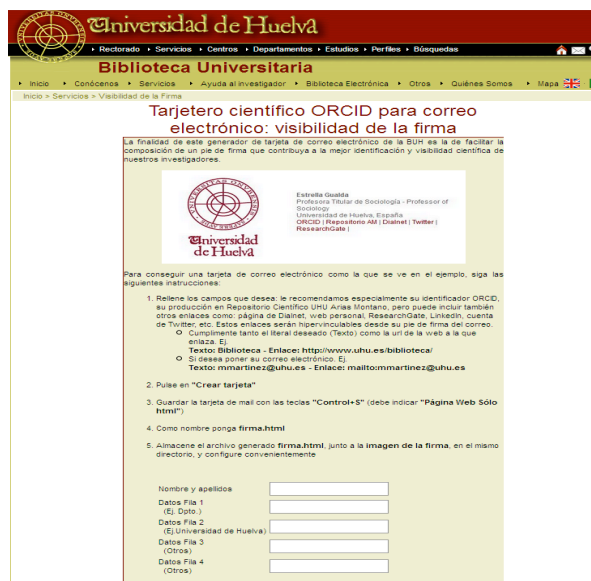 Universidad de Huelva
Rectorado Servicios Centros Departamentos Estudios Perfiles Búsquedas
Biblioteca Universitaria
Inicio Conócenos Servicios Ayuda al investigador Biblioteca Electrónica Otros Quiénes Somos Mapa
Inicio > Servicios > Visibilidad de la Firma
Tarjetero científico ORCID para correo
electrónico: visibilidad de la firma
La finalidad de este generador de tarjeta de correo electrónico de la BUH es la de facilitar la
composición de un pie de firma que contribuya a la mejor identificación y visibilidad científica de
nuestros investigadores.
Universidad
de Huelva
Estrella Gualda
Profesora Titular de Sociología - Professor of
Sociology
Universidad de Huelva, España
ORCID | Repositorio AM | Dialnet | Twitter |
ResearchGate |
Para conseguir una tarjeta de correo electrónico como la que se ve en el ejemplo, siga las
siguientes instrucciones:
1. Rellene los campos que desea: le recomendamos especialmente su identificador ORCID,
su producción en Repositorio Científico UHU Arias Montano, pero puede incluir también
otros enlaces como: página de Dialnet, web personal, ResearchGate, LinkedIn, cuenta
de Twitter, etc. Estos enlaces serán hipervinculables desde su pie de firma del correo.
Cumplimente tanto el literal deseado (Texto) como la url de la web a la que
enlaza. Ej.
Texto: Biblioteca - Enlace: http://www.uhu.es/biblioteca/
Si desea poner su correo electrónico. Ej.
Texto: mmartinez@uhu.es - Enlace: mailto:mmartinez@uhu.es
2. Pulse en "Crear tarjeta"
3. Guardar la tarjeta de mail con las teclas "Control+S" (debe indicar "Página Web Sólo
html")
4. Como nombre ponga firma.html
5. Almacene el archivo generado firma.html, junto a la imagen de la firma, en el mismo
directorio, y configure convenientemente
Nombre y apellidos
Datos Fila 1
(Ej. Dpto.)
Datos Fila 2
(Ej.Universidad de Huelva)
Datos Fila 3
(Otros)
Datos Fila 4
(Otros)